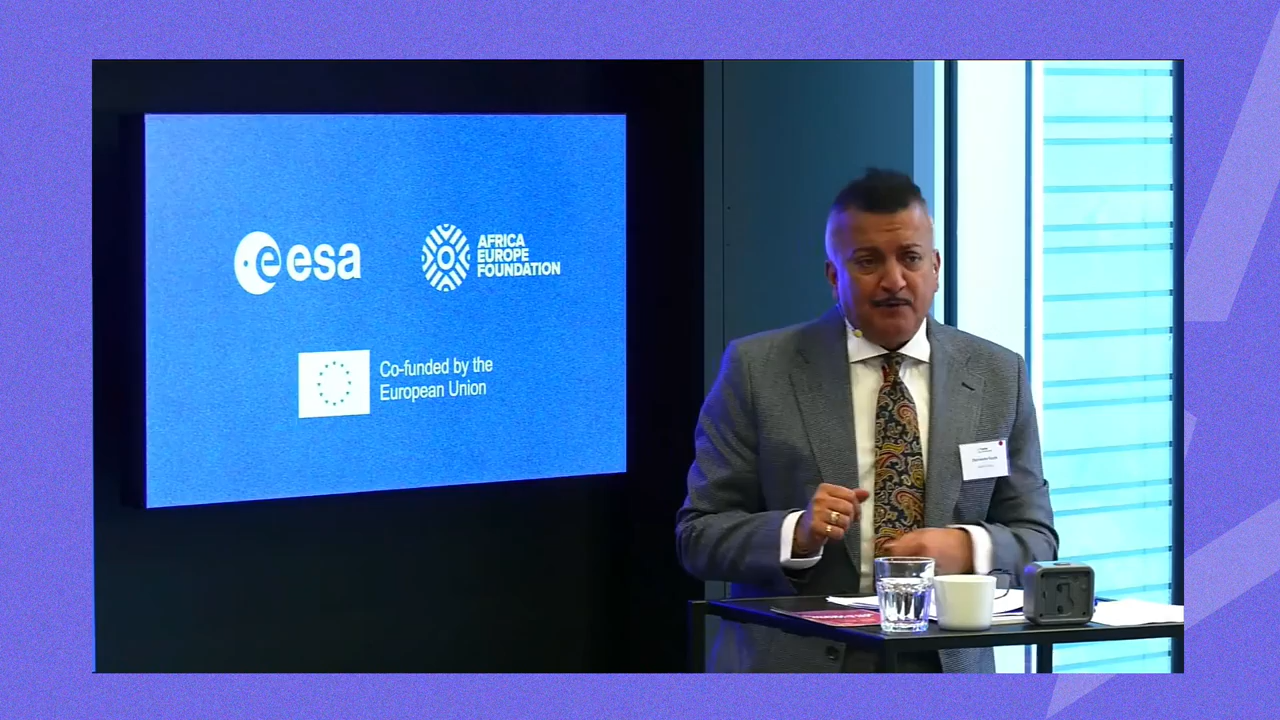 esa
AFRICA
EUROPE
FOUNDATION
Co-funded by the
European Union